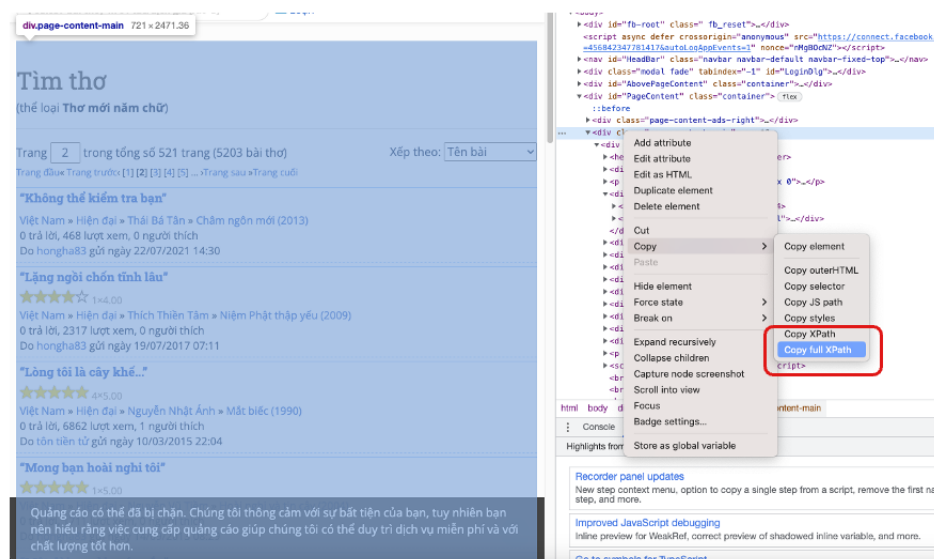 div.page-content-main 721 × 2471.36
Tìm thơ
(thể loại Thơ mới năm chữ)
Trang 2 trong tổng số 521 trang (5203 bài thơ)
Xếp theo: Tên bài
Trang đầu« Trang trước‹ [1] [2] [3] [4] [5] ... ›Trang sau »Trang cuối
“Không thể kiểm tra bạn”
Việt Nam » Hiện đại » Thái Bá Tân » Châm ngôn mới (2013)
0 trả lời, 468 lượt xem, 0 người thích
Do hongha83 gửi ngày 22/07/2021 14:30
“Lặng ngồi chốn tĩnh lâu”
1×4.00
Việt Nam » Hiện đại » Thích Thiền Tâm » Niệm Phật thập yếu (2009)
0 trả lời, 2317 lượt xem, 0 người thích
Do hongha83 gửi ngày 19/07/2017 07:11
“Lòng tôi là cây khế...”
4×5.00
Việt Nam » Hiện đại » Nguyễn Nhật Ánh » Mắt biếc (1990)
0 trả lời, 6862 lượt xem, 1 người thích
Do tôn tiền tử gửi ngày 10/03/2015 22:04
“Mong bạn hoài nghi tôi”
1×5.00
Quảng cáo có thể đã bị chặn. Chúng tôi thông cảm với sự bất tiện của bạn, tuy nhiên bạn
nên hiểu rằng việc cung cấp quảng cáo giúp chúng tôi có thể duy trì dịch vụ miễn phí và với
chất lượng tốt hơn.
<div id="fb-root" class=" fb_reset">…</div>
<script async defer crossorigin="anonymous" src="https://connect.facebook
=456842347781417&autoLogAppEvents=1" nonce="nMgBOcNZ"></script>
<nav id="HeadBar" class="navbar navbar-default navbar-fixed-top">…</nav>
<div class="modal fade" tabindex="-1" id="LoginDlg">…</div>
<div id="AbovePageContent" class="container">…</div>
<div id="PageContent" class="container"> flex
::before
<div class="page-content-ads-right">…</div>
Add attribute
Edit attribute
Edit as HTML
Duplicate element
Delete element
Cut
Copy
Paste
Hide element
Force state
Break on
Expand recursively
Collapse children
Capture node screenshot
Scroll into view
Focus
Badge settings...
Store as global variable
Copy element
Copy outerHTML
Copy selector
Copy JS path
Copy styles
Copy XPath
Copy full XPath
html body
ntent-main
Console
Highlights from
Recorder panel updates
New step context menu, option to copy a single step from a script, remove the first na
step, and more.
Improved JavaScript debugging
Inline preview for WeakRef, correct preview of shadowed inline variable, and more.